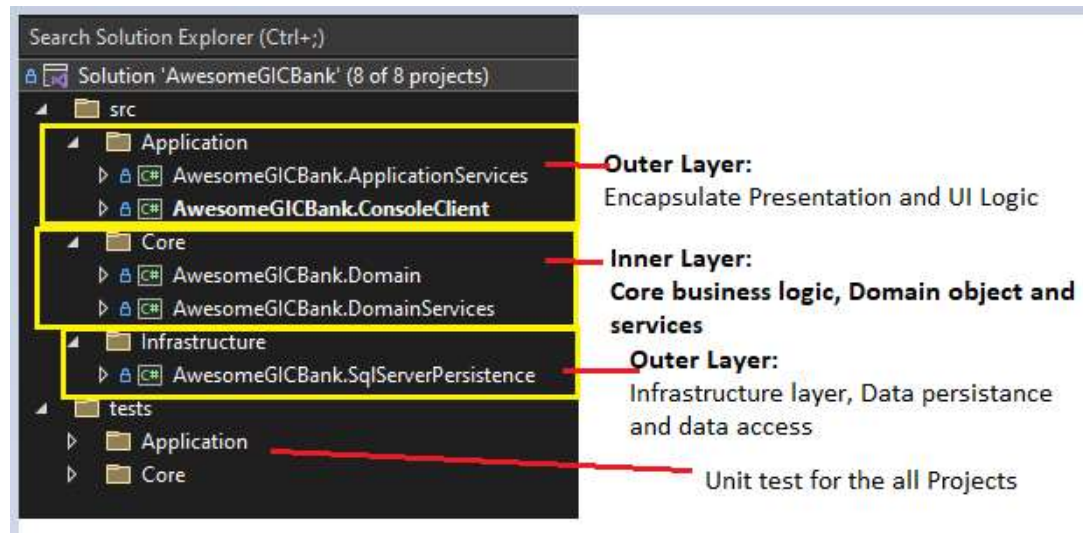 Search Solution Explorer (Ctrl+;)
Solution 'AwesomeGICBank' (8 of 8 projects)
src
Application
C# AwesomeGICBank.ApplicationServices
C# AwesomeGICBank.ConsoleClient
Core
C# AwesomeGICBank.Domain
C# AwesomeGICBank.DomainServices
Infrastructure
C# AwesomeGICBank.SqlServerPersistence
tests
Application
Core
Outer Layer:
Encapsulate Presentation and UI Logic
Inner Layer:
Core business logic, Domain object and
services
Outer Layer:
Infrastructure layer, Data persistance
and data access
Unit test for the all Projects